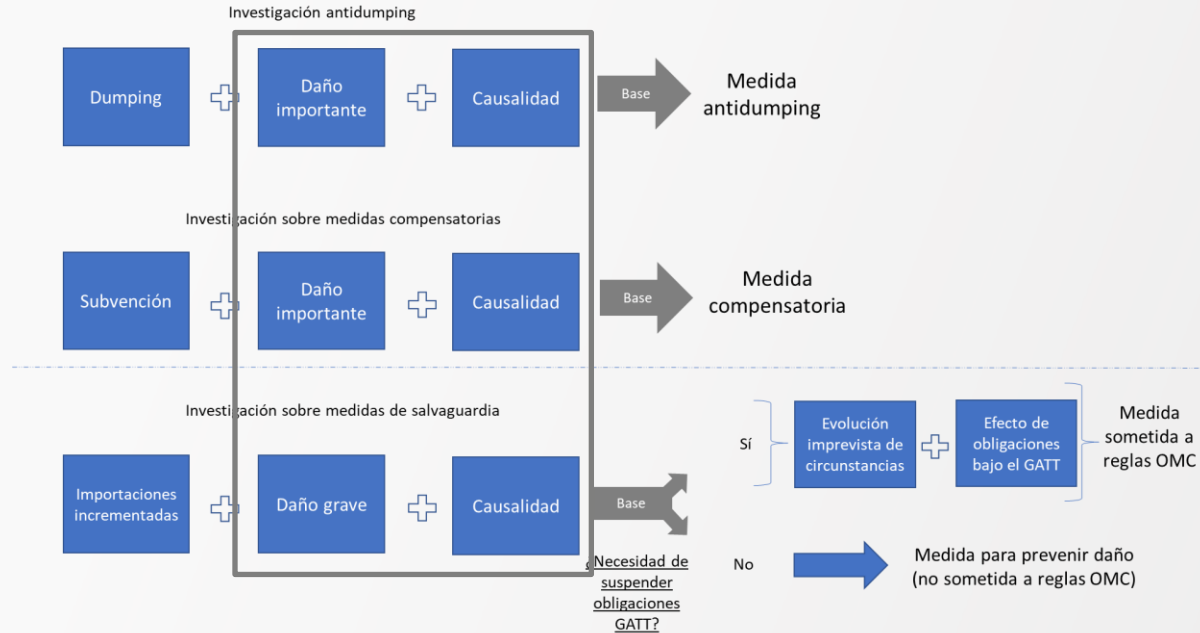 Investigación antidumping
Dumping
Daño
importante
Causalidad
Base
Medida
antidumping
Investigación sobre medidas compensatorias
Subvención
Daño
importante
Causalidad
Base
Medida
compensatoria
Investigación sobre medidas de salvaguardia
Importaciones
incrementadas
Daño grave
Causalidad
Base
¿Necesidad de
suspender
obligaciones
GATT?
Sí
Evolución
imprevista de
circunstancias
Efecto de
obligaciones
bajo el GATT
Medida
sometida a
reglas OMC
No
Medida para prevenir daño
(no sometida a reglas OMC)